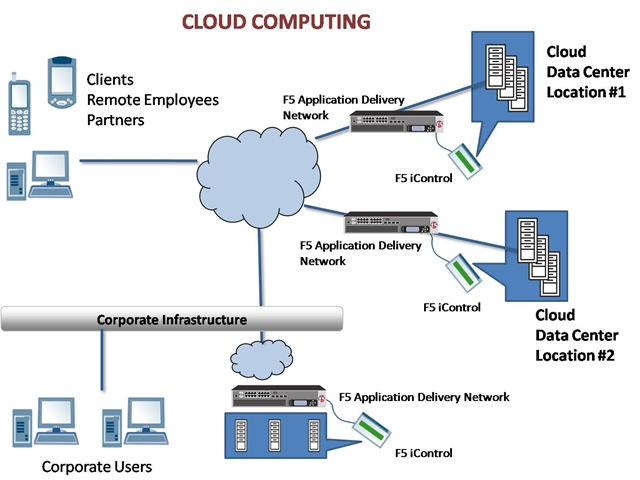 CLOUD COMPUTING
Clients
Remote Employees
Partners
F5 Application Delivery
Network
Cloud
Data Center
Location #1
F5 iControl
F5 Application Delivery
Network
F5 iControl
Cloud
Data Center
Location #2
Corporate Infrastructure
F5 Application Delivery Network
F5 iControl
Corporate Users